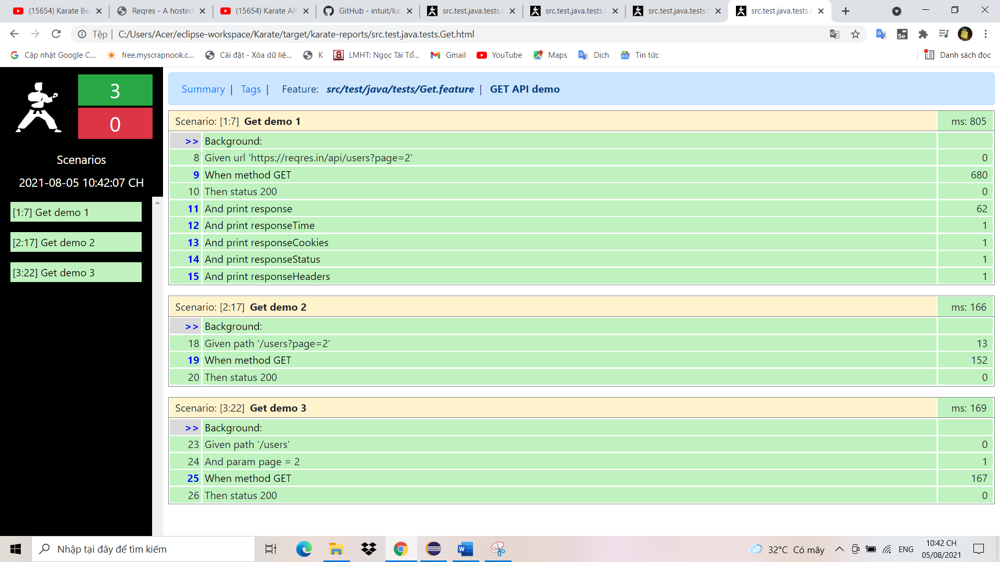 (15654) Karate Be
Reqres - A hosted
(15654) Karate AP
GitHub - intuit/ka
src.test.java.tests.
src.test.java.tests.
src.test.java.tests.
src.test.java.tests.
Tệp | C:/Users/Acer/eclipse-workspace/Karate/target/karate-reports/src.test.java.tests.Get.html
Cập nhật Google C...
free.myscrapnook.c...
Cài đặt - Xóa dữ liệ...
K
LMHT: Ngọc Tái Tổ...
Gmail
YouTube
Maps
Dịch
Tin tức
Danh sách đọc
3
0
Scenarios
2021-08-05 10:42:07 CH
[1:7] Get demo 1
[2:17] Get demo 2
[3:22] Get demo 3
Summary | Tags | Feature: src/test/java/tests/Get.feature | GET API demo
Scenario: [1:7] Get demo 1 ms: 805
>> Background:
8 Given url 'https://reqres.in/api/users?page=2' 0
9 When method GET 680
10 Then status 200 0
11 And print response 62
12 And print responseTime 1
13 And print responseCookies 1
14 And print responseStatus 1
15 And print responseHeaders 1
Scenario: [2:17] Get demo 2 ms: 166
>> Background:
18 Given path '/users?page=2' 13
19 When method GET 152
20 Then status 200 0
Scenario: [3:22] Get demo 3 ms: 169
>> Background:
23 Given path '/users' 0
24 And param page = 2 1
25 When method GET 167
26 Then status 200 0
Nhập tại đây để tìm kiếm
32°C Có mây
ENG
10:42 CH
05/08/2021